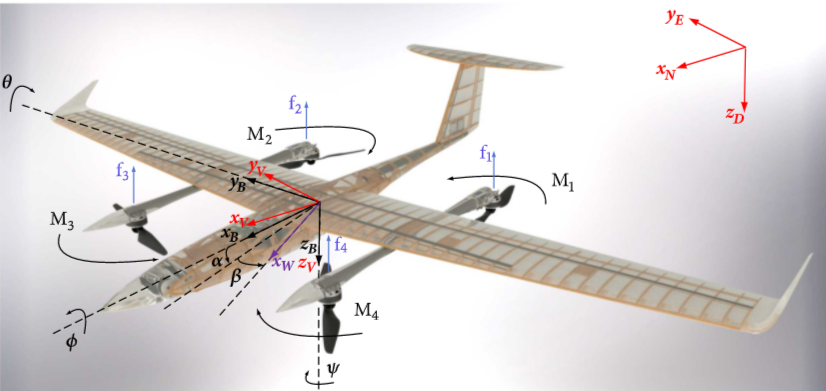 y_E
x_N
z_D
θ
f_2
M_2
f_1
M_1
f_3
y_V
y_B
M_3
x_V
x_B
z_B
f_4
α
β
x_W
z_V
M_4
ϕ
ψ